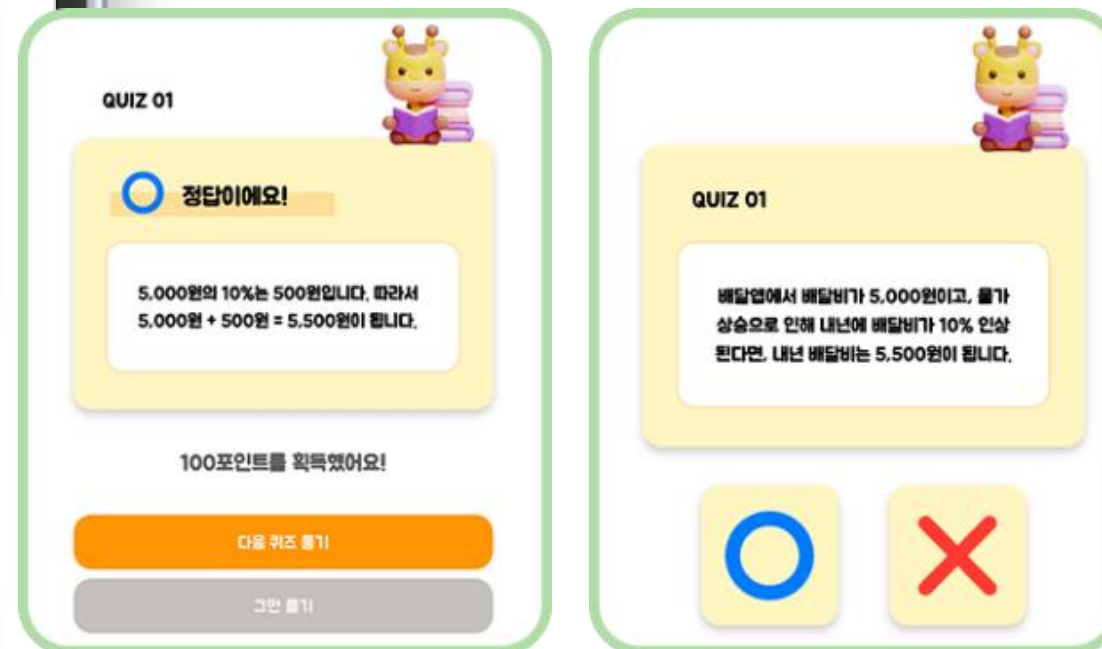 QUIZ 01
정답이에요!
5,000원의 10%는 500원입니다. 따라서
5,000원 + 500원 = 5,500원이 됩니다.
100포인트를 획득했어요!
다음 퀴즈 풀기
그만 풀기
QUIZ 01
배달앱에서 배달비가 5,000원이고, 물가
상승으로 인해 내년에 배달비가 10% 인상
된다면, 내년 배달비는 5,500원이 됩니다.